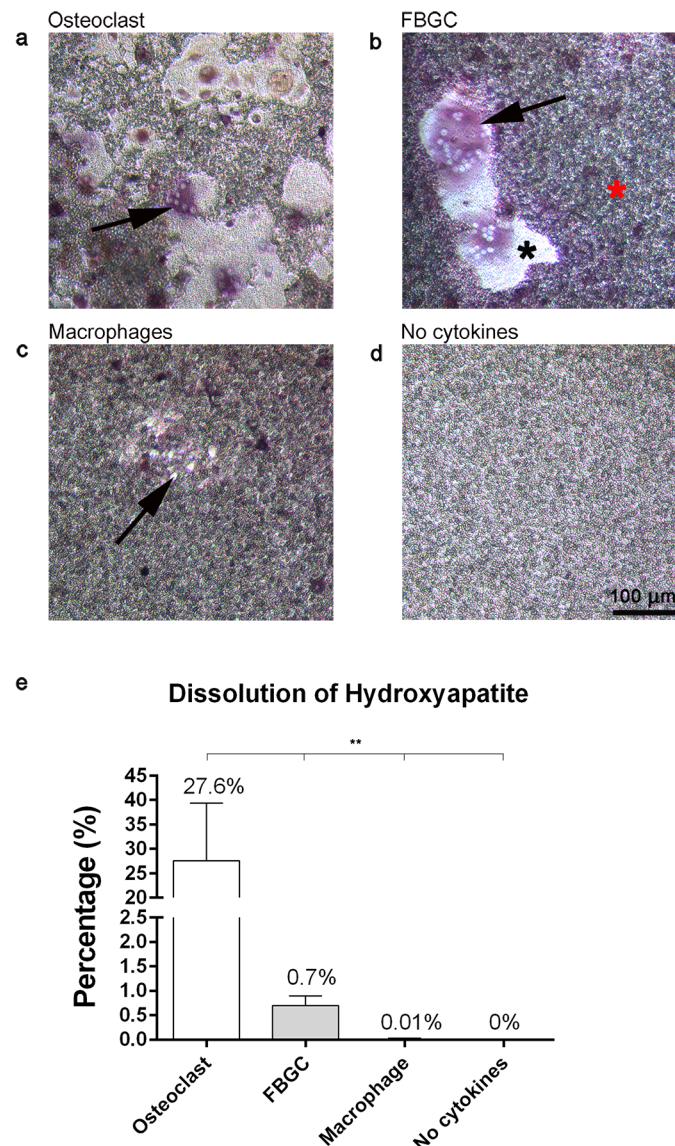 Osteoclast
a
FBGC
b
*
*
Macrophages
c
No cytokines
d
100 µm
e
Dissolution of Hydroxyapatite
**
Percentage (%)
45
40
35
30
25
20
2.5
2.0
1.5
1.0
0.5
0.0
27.6%
0.7%
0.01%
0%
Osteoclast
FBGC
Macrophage
No cytokines